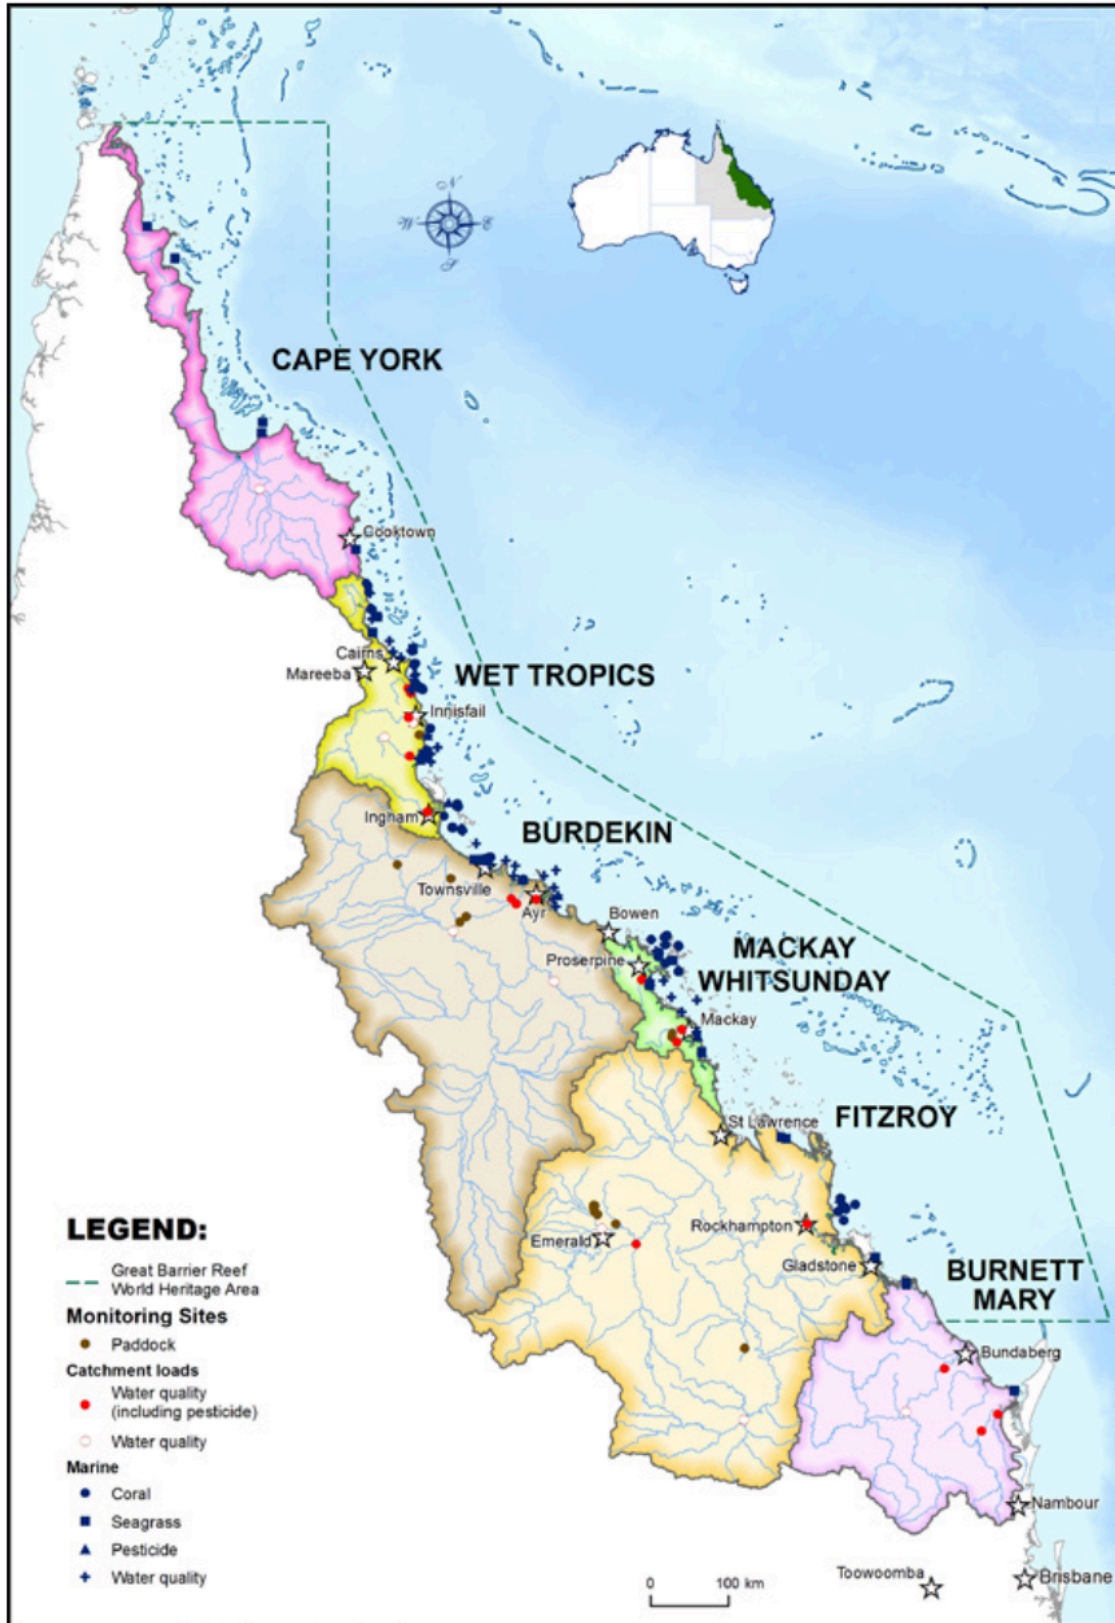 N
W
E
S
CAPE YORK
Cooktown
Cairns
Mareeba
WET TROPICS
Innisfail
Ingham
BURDEKIN
Townsville
Ayr
Bowen
Proserpine
MACKAY
WHITSUNDAY
Mackay
St Lawrence
FITZROY
Rockhampton
Emerald
Gladstone
BURNETT
MARY
Bundaberg
Nambour
Toowoomba
Brisbane
LEGEND:
Great Barrier Reef
World Heritage Area
Monitoring Sites
Paddock
Catchment loads
Water quality
(including pesticide)
Water quality
Marine
Coral
Seagrass
Pesticide
Water quality
0 100 km